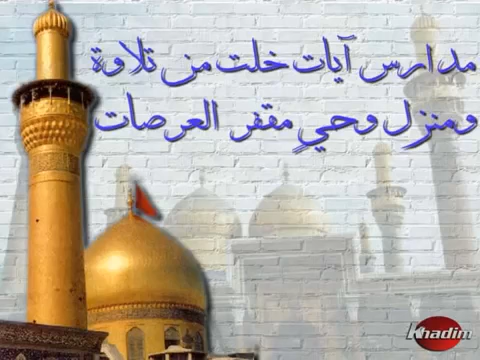 مدارس آيات خلت من تلاوة
ومنزل وحيٍ مقفر العرصات
Khadim